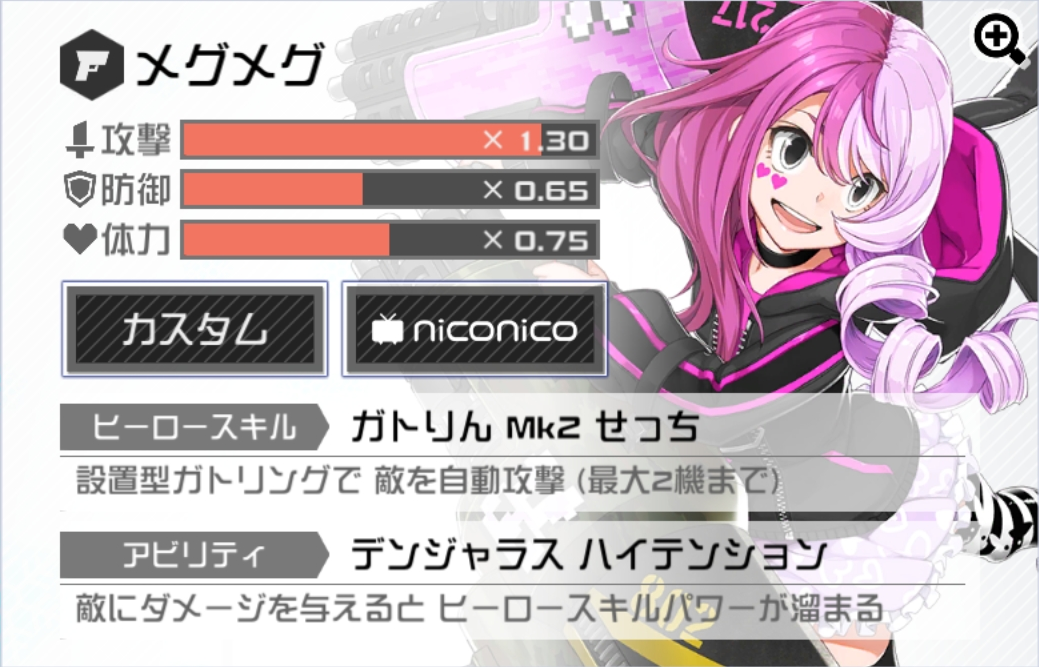 217
F メグメグ
攻撃 × 1.30
防御 × 0.65
体力 × 0.75
カスタム niconico
ヒーロースキル ガトりん Mk2 せっち
設置型ガトリングで 敵を自動攻撃 (最大2機まで)
アビリティ デンジャラス ハイテンション
敵にダメージを与えると ヒーロースキルパワーが溜まる
802